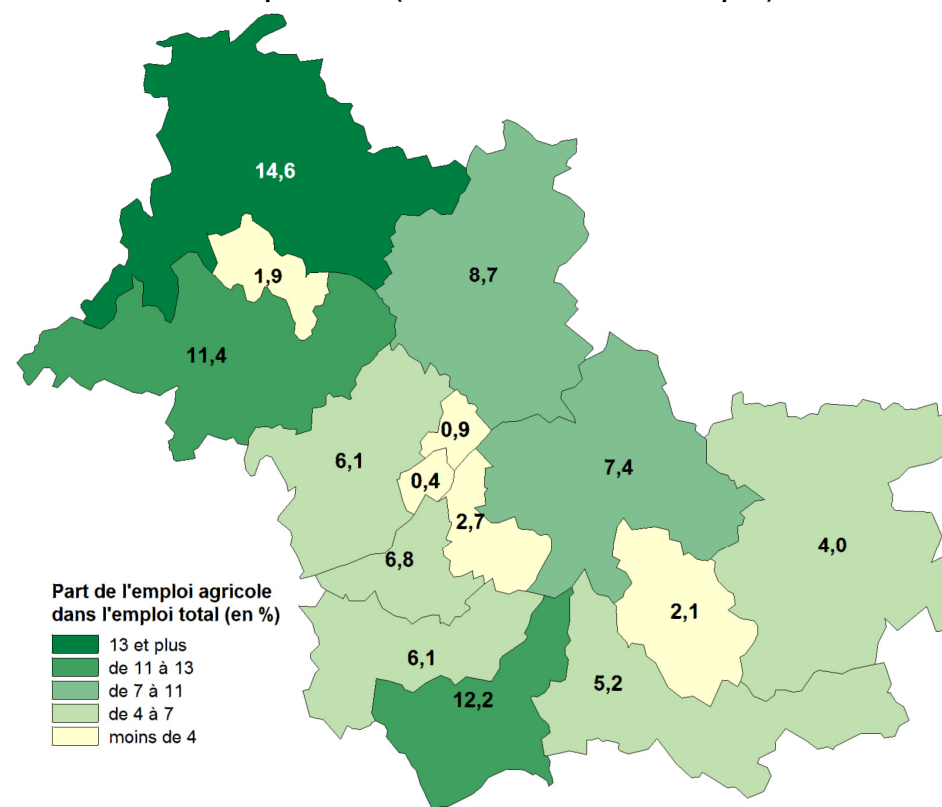 14,6
1,9
8,7
11,4
0,9
6,1
7,4
0,4
2,7
4,0
6,8
2,1
6,1
5,2
12,2
Part de l'emploi agricole
dans l'emploi total (en %)
13 et plus
de 11 à 13
de 7 à 11
de 4 à 7
moins de 4